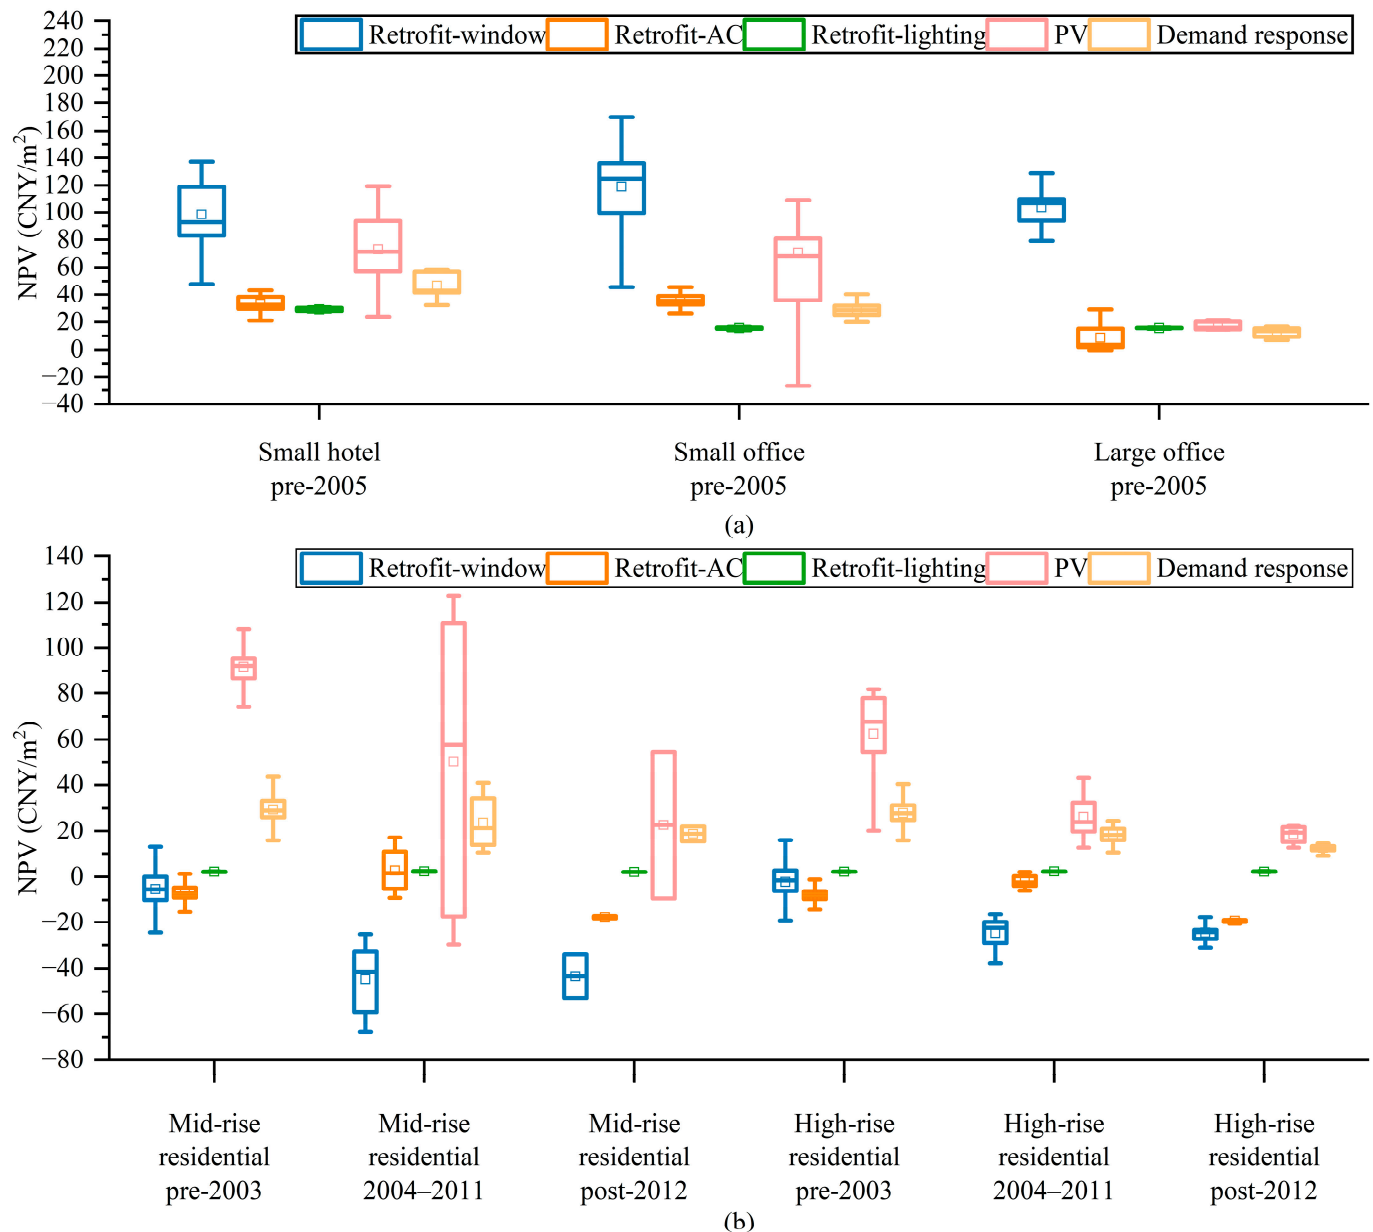 240
220
200
180
160
140
120
100
80
60
40
20
0
−20
−40
NPV (CNY/m²)
Retrofit-window Retrofit-AC Retrofit-lighting PV Demand response
Small hotel Small office Large office
pre-2005 pre-2005 pre-2005
(a)
140
120
100
80
60
40
20
0
−20
−40
−60
−80
NPV (CNY/m²)
Retrofit-window Retrofit-AC Retrofit-lighting PV Demand response
Mid-rise Mid-rise Mid-rise High-rise High-rise High-rise
residential residential residential residential residential residential
pre-2003 2004–2011 post-2012 pre-2003 2004–2011 post-2012
(b)